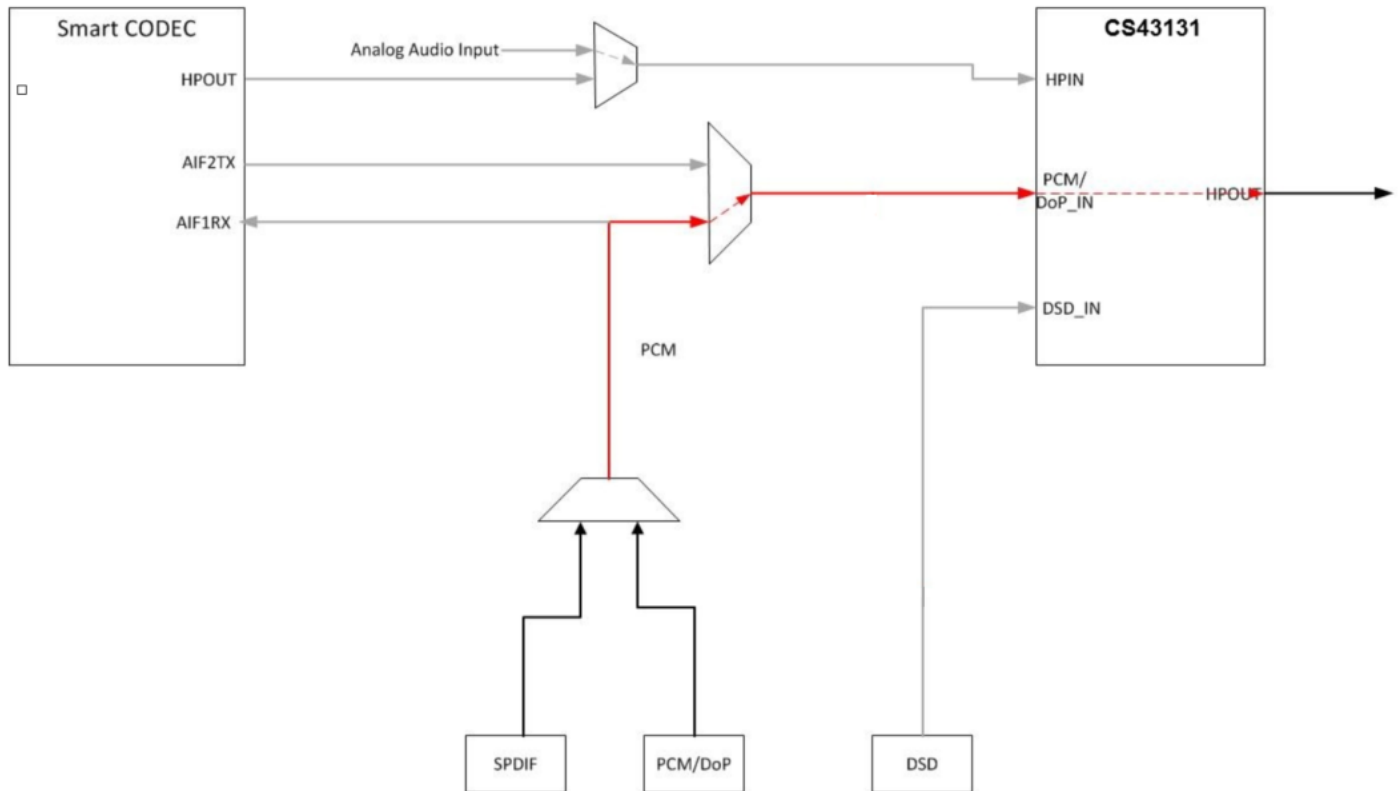 Smart CODEC
CS43131
Analog Audio Input
HPOUT
HPIN
AIF2TX
PCM/
DoP_IN
HPOUT
AIF1RX
DSD_IN
PCM
SPDIF
PCM/DoP
DSD